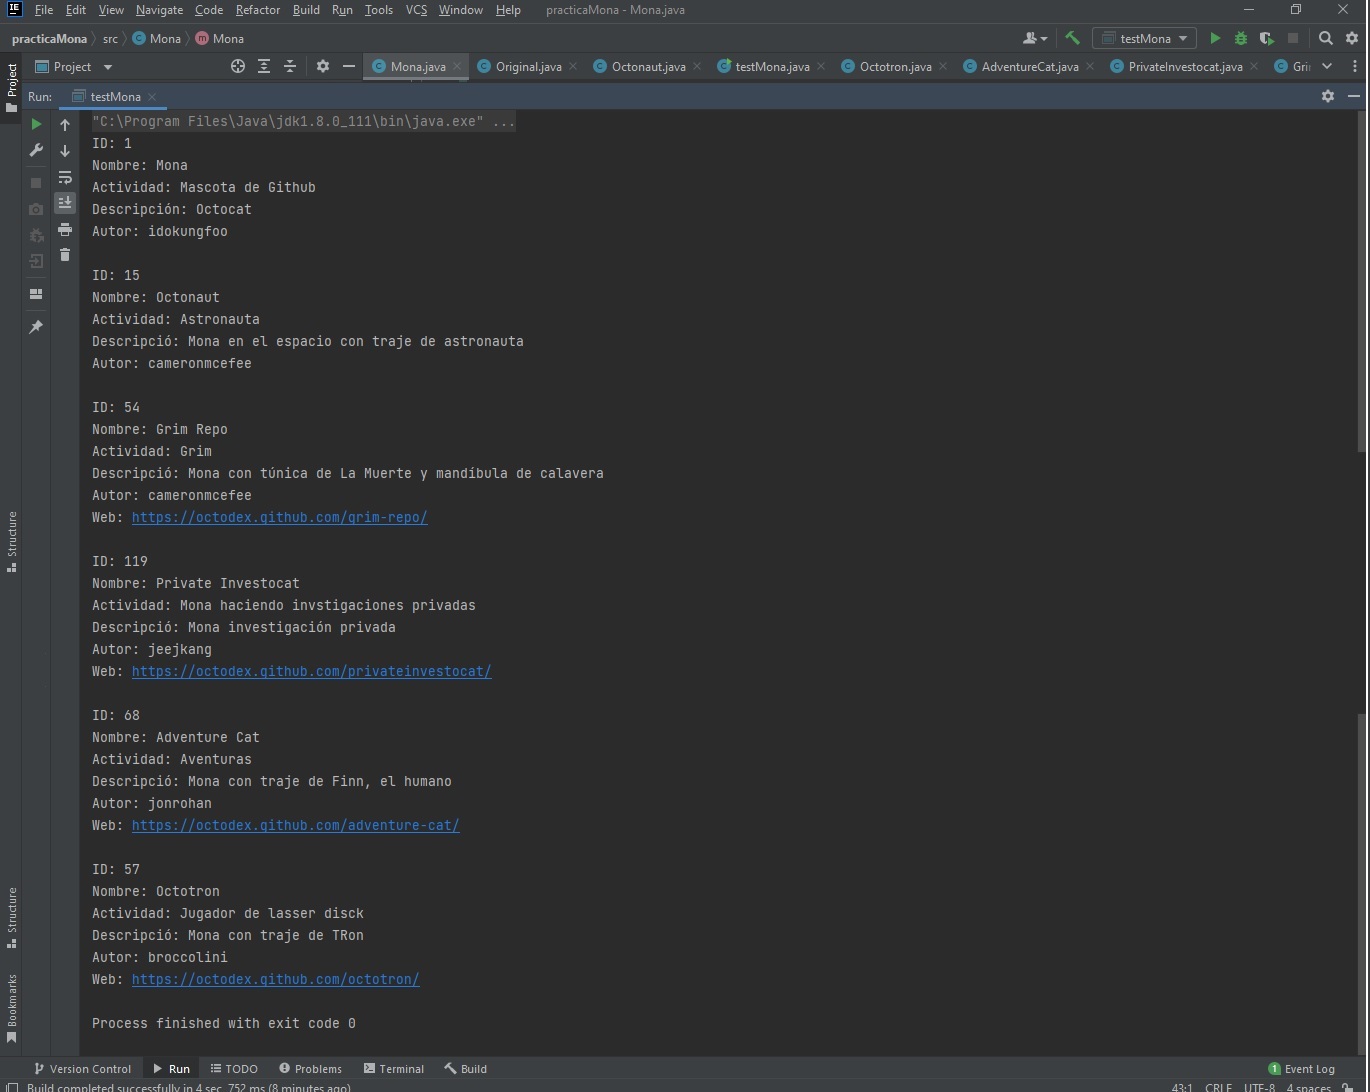 IE File Edit View Navigate Code Refactor Build Run Tools VCS Window Help practicaMona - Mona.java
practicaMona src C Mona m Mona testMona
Project C Mona.java C Original.java C Octonaut.java C testMona.java C Octotron.java C AdventureCat.java C PrivateInvestocat.java C Gri
Project
Run: testMona
"C:\Program Files\Java\jdk1.8.0_111\bin\java.exe" ...
ID: 1
Nombre: Mona
Actividad: Mascota de Github
Descripción: Octocat
Autor: idokungfoo
ID: 15
Nombre: Octonaut
Actividad: Astronauta
Descripció: Mona en el espacio con traje de astronauta
Autor: cameronmcefee
ID: 54
Nombre: Grim Repo
Actividad: Grim
Descripció: Mona con túnica de La Muerte y mandíbula de calavera
Autor: cameronmcefee
Web: https://octodex.github.com/grim-repo/
ID: 119
Nombre: Private Investocat
Actividad: Mona haciendo invstigaciones privadas
Descripció: Mona investigación privada
Autor: jeejkang
Web: https://octodex.github.com/privateinvestocat/
ID: 68
Nombre: Adventure Cat
Actividad: Aventuras
Descripció: Mona con traje de Finn, el humano
Autor: jonrohan
Web: https://octodex.github.com/adventure-cat/
ID: 57
Nombre: Octotron
Actividad: Jugador de lasser disck
Descripció: Mona con traje de TRon
Autor: broccolini
Web: https://octodex.github.com/octotron/
Process finished with exit code 0
Structure
Structure
Bookmarks
Version Control Run TODO Problems Terminal Build 1 Event Log
Build completed successfully in 4 sec, 752 ms (8 minutes ago) 43:1 CRLF UTF-8 4 spaces